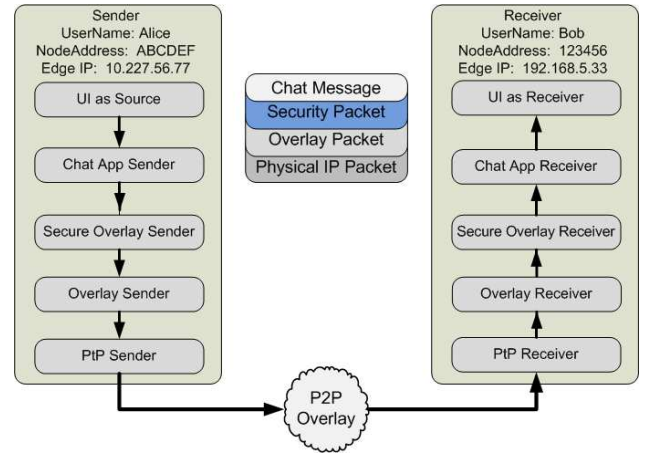 Sender
UserName: Alice
NodeAddress: ABCDEF
Edge IP: 10.227.56.77
UI as Source
Chat App Sender
Secure Overlay Sender
Overlay Sender
PtP Sender
Chat Message
Security Packet
Overlay Packet
Physical IP Packet
P2P
Overlay
Receiver
UserName: Bob
NodeAddress: 123456
Edge IP: 192.168.5.33
UI as Receiver
Chat App Receiver
Secure Overlay Receiver
Overlay Receiver
PtP Receiver